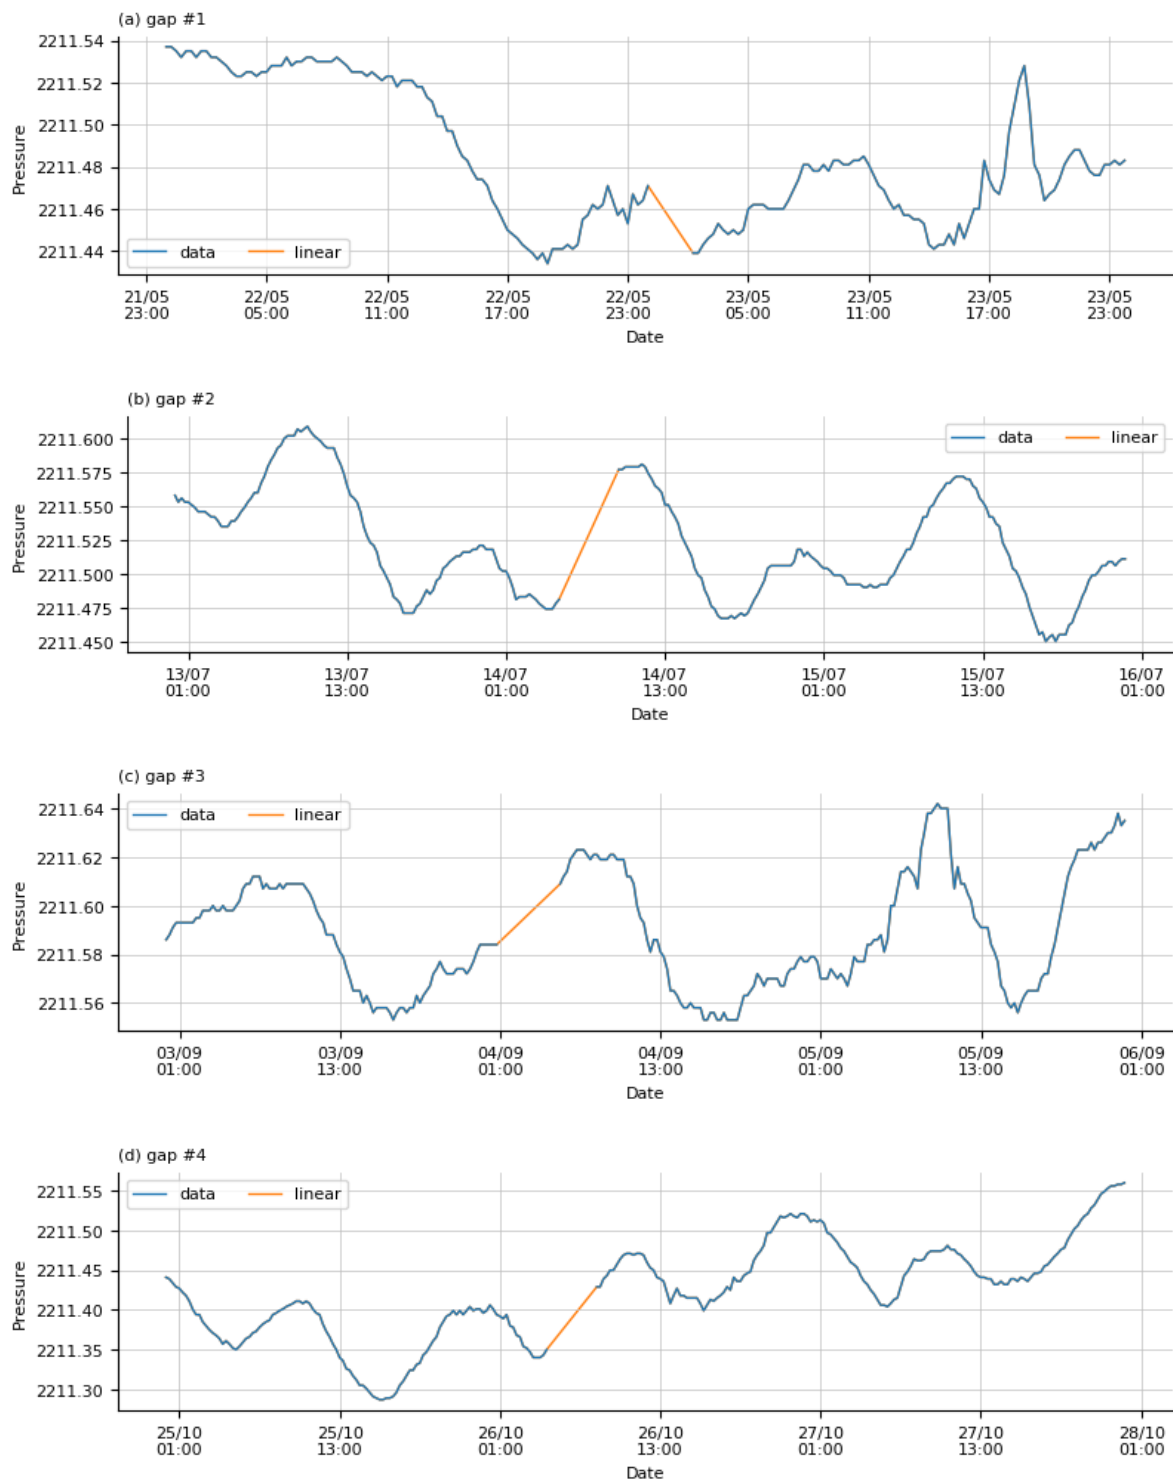 (a) gap #1
2211.54
2211.52
2211.50
2211.48
2211.46
2211.44
Pressure
data linear
21/05 22/05 22/05 22/05 22/05 23/05 23/05 23/05 23/05
23:00 05:00 11:00 17:00 23:00 05:00 11:00 17:00 23:00
Date
(b) gap #2
2211.600
2211.575
2211.550
2211.525
2211.500
2211.475
2211.450
Pressure
data linear
13/07 13/07 14/07 14/07 15/07 15/07 16/07
01:00 13:00 01:00 13:00 01:00 13:00 01:00
Date
(c) gap #3
2211.64
2211.62
2211.60
2211.58
2211.56
Pressure
data linear
03/09 03/09 04/09 04/09 05/09 05/09 06/09
01:00 13:00 01:00 13:00 01:00 13:00 01:00
Date
(d) gap #4
2211.55
2211.50
2211.45
2211.40
2211.35
2211.30
Pressure
data linear
25/10 25/10 26/10 26/10 27/10 27/10 28/10
01:00 13:00 01:00 13:00 01:00 13:00 01:00
Date